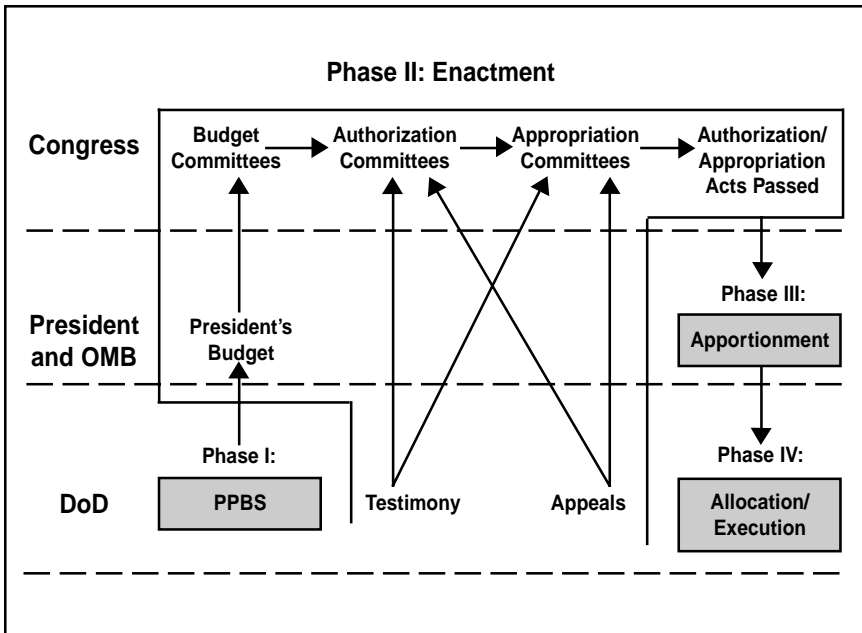 Phase II: Enactment
Congress
Budget
Committees
Authorization
Committees
Appropriation
Committees
Authorization/
Appropriation
Acts Passed
President
and OMB
President’s
Budget
Phase III:
Apportionment
DoD
Phase I:
PPBS
Testimony
Appeals
Phase IV:
Allocation/
Execution